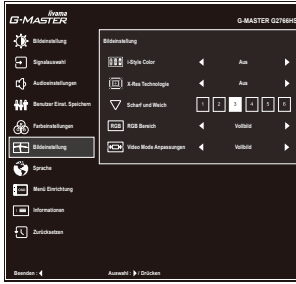 iiyama
G-MASTER
G-MASTER G2766HS
Bildeinstellung
Signalauswahl
Audioeinstellungen
Benutzer Einst. Speichern
Farbeinstellungen
Bildeinstellung
Sprache
Menü Einrichtung
Informationen
Zurücksetzen
Bildeinstellung
i-Style Color Aus
X-Res Technologie Aus
Scharf und Weich 1 2 3 4 5 6
RGB RGB Bereich Vollbild
Video Mode Anpassungen Vollbild
Beenden :
Auswahl : / Drücken